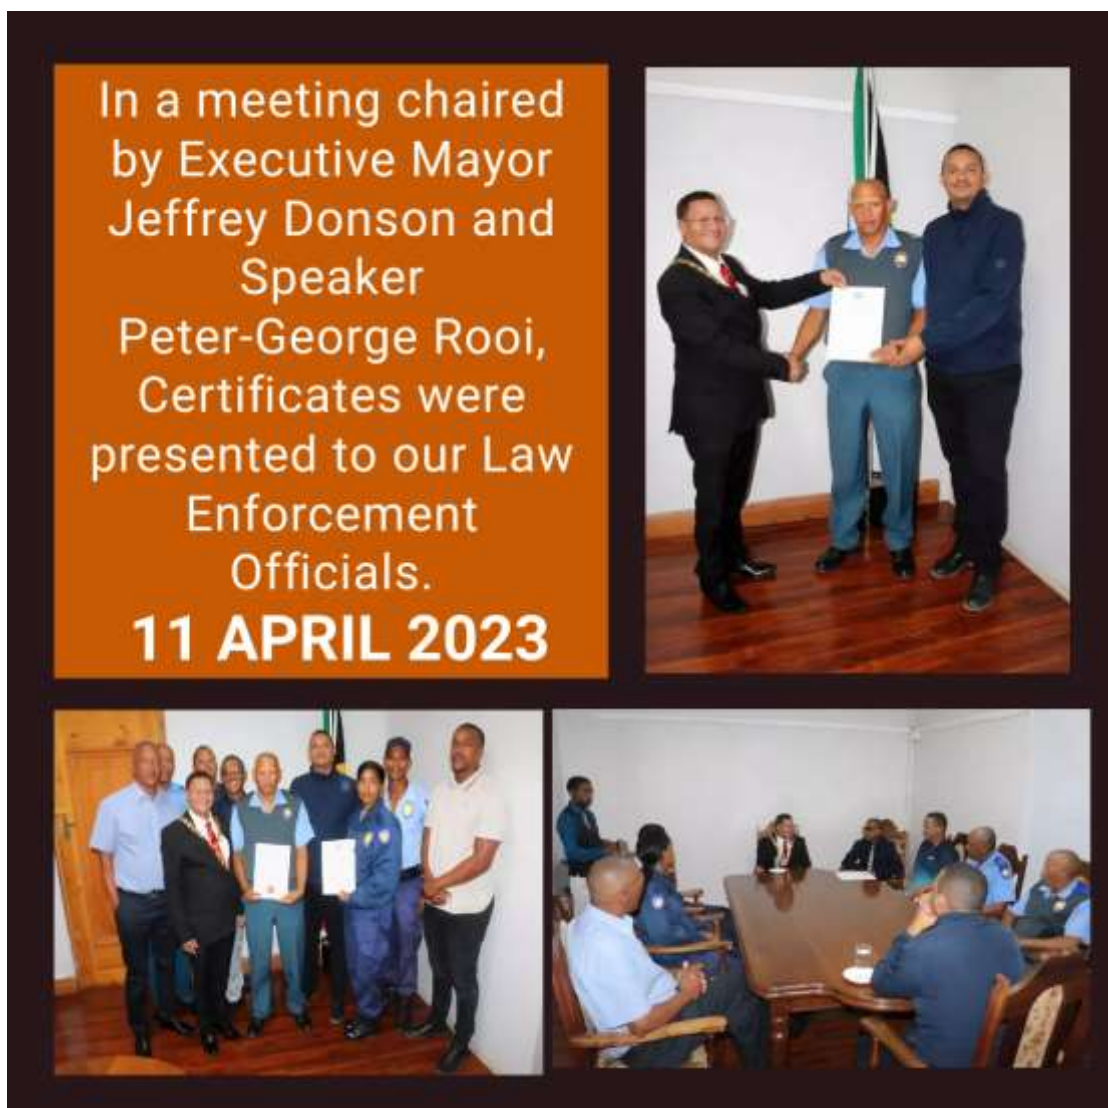 In a meeting chaired
by Executive Mayor
Jeffrey Donson and
Speaker
Peter-George Rooi,
Certificates were
presented to our Law
Enforcement
Officials.
11 APRIL 2023